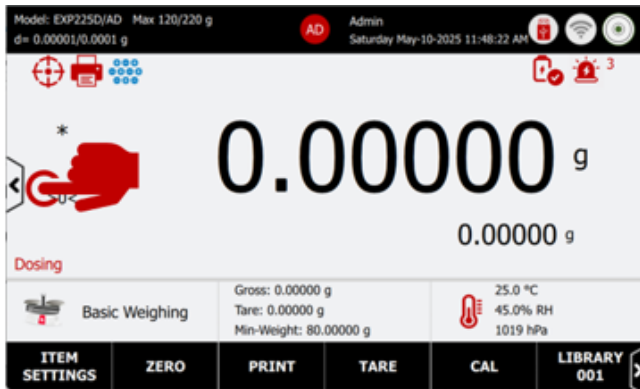 Model: EXP225D/AD Max 120/220 g
d= 0.00001/0.0001 g
AD
Admin
Saturday May-10-2025 11:48:22 AM
3
*
0.00000 g
>0<
0.00000 g
Dosing
Basic Weighing
Gross: 0.00000 g
Tare: 0.00000 g
Min-Weight: 80.00000 g
25.0 °C
45.0% RH
1019 hPa
ITEM SETTINGS
ZERO
PRINT
TARE
CAL
LIBRARY 001